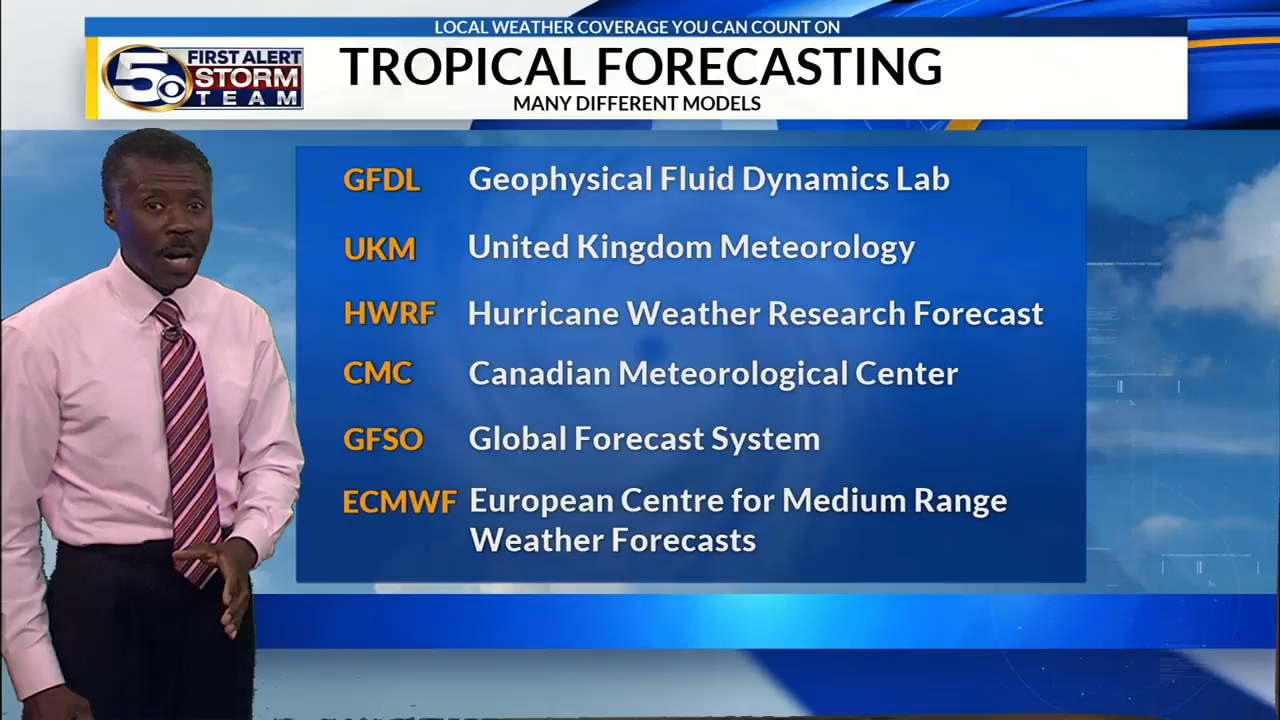 LOCAL WEATHER COVERAGE YOU CAN COUNT ON
5 FIRST ALERT
STORM
TEAM
TROPICAL FORECASTING
MANY DIFFERENT MODELS
GFDL Geophysical Fluid Dynamics Lab
UKM United Kingdom Meteorology
HWRF Hurricane Weather Research Forecast
CMC Canadian Meteorological Center
GFSO Global Forecast System
ECMWF European Centre for Medium Range
Weather Forecasts